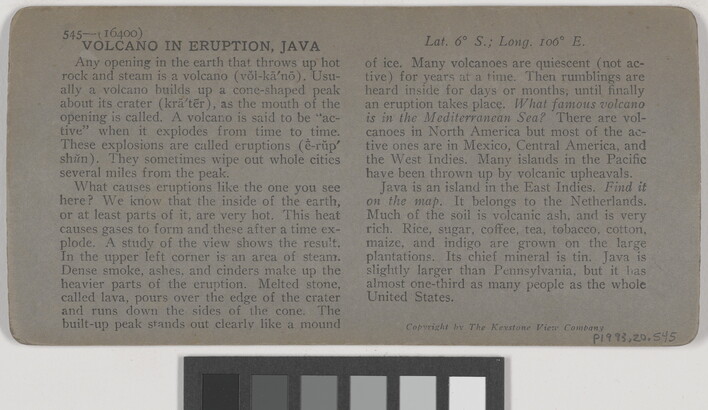 545—(16400)
VOLCANO IN ERUPTION, JAVA
Any opening in the earth that throws up hot
rock and steam is a volcano (vŏl-kā'nō). Usu-
ally a volcano builds up a cone-shaped peak
about its crater (krā'tēr), as the mouth of the
opening is called. A volcano is said to be "ac-
tive" when it explodes from time to time.
These explosions are called eruptions (ê-rŭp'
shŭn). They sometimes wipe out whole cities
several miles from the peak.
What causes eruptions like the one you see
here? We know that the inside of the earth,
or at least parts of it, are very hot. This heat
causes gases to form and these after a time ex-
plode. A study of the view shows the result.
In the upper left corner is an area of steam.
Dense smoke, ashes, and cinders make up the
heavier parts of the eruption. Melted stone,
called lava, pours over the edge of the crater
and runs down the sides of the cone. The
built-up peak stands out clearly like a mound
Lat. 6° S.; Long. 106° E.
of ice. Many volcanoes are quiescent (not ac-
tive) for years at a time. Then rumblings are
heard inside for days or months, until finally
an eruption takes place. What famous volcano
is in the Mediterranean Sea? There are vol-
canoes in North America but most of the ac-
tive ones are in Mexico, Central America, and
the West Indies. Many islands in the Pacific
have been thrown up by volcanic upheavals.
Java is an island in the East Indies. Find it
on the map. It belongs to the Netherlands.
Much of the soil is volcanic ash, and is very
rich. Rice, sugar, coffee, tea, tobacco, cotton,
maize, and indigo are grown on the large
plantations. Its chief mineral is tin. Java is
slightly larger than Pennsylvania, but it has
almost one-third as many people as the whole
United States.
Copyright by The Keystone View Company
P1993.20.545